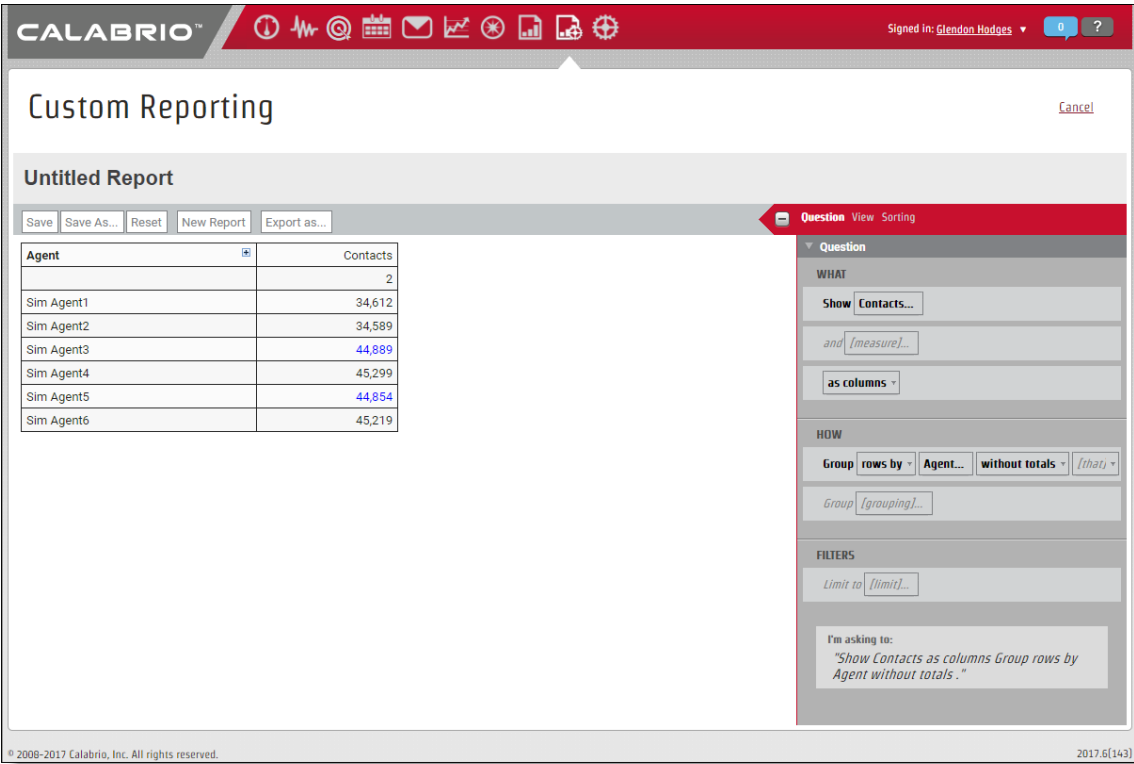 CALABRIO™
Signed in: Glendon Hodges ▼ 0 ?
Custom Reporting
Cancel
Untitled Report
Save Save As... Reset New Report Export as...
Question View Sorting
Agent Contacts
2
Sim Agent1 34,612
Sim Agent2 34,589
Sim Agent3 44,889
Sim Agent4 45,299
Sim Agent5 44,854
Sim Agent6 45,219
Question
WHAT
Show Contacts...
and [measure]...
as columns
HOW
Group rows by Agent... without totals [that]
Group [grouping]...
FILTERS
Limit to [limit]...
I'm asking to:
"Show Contacts as columns Group rows by
Agent without totals ."
© 2008-2017 Calabrio, Inc. All rights reserved.
2017.6(143)